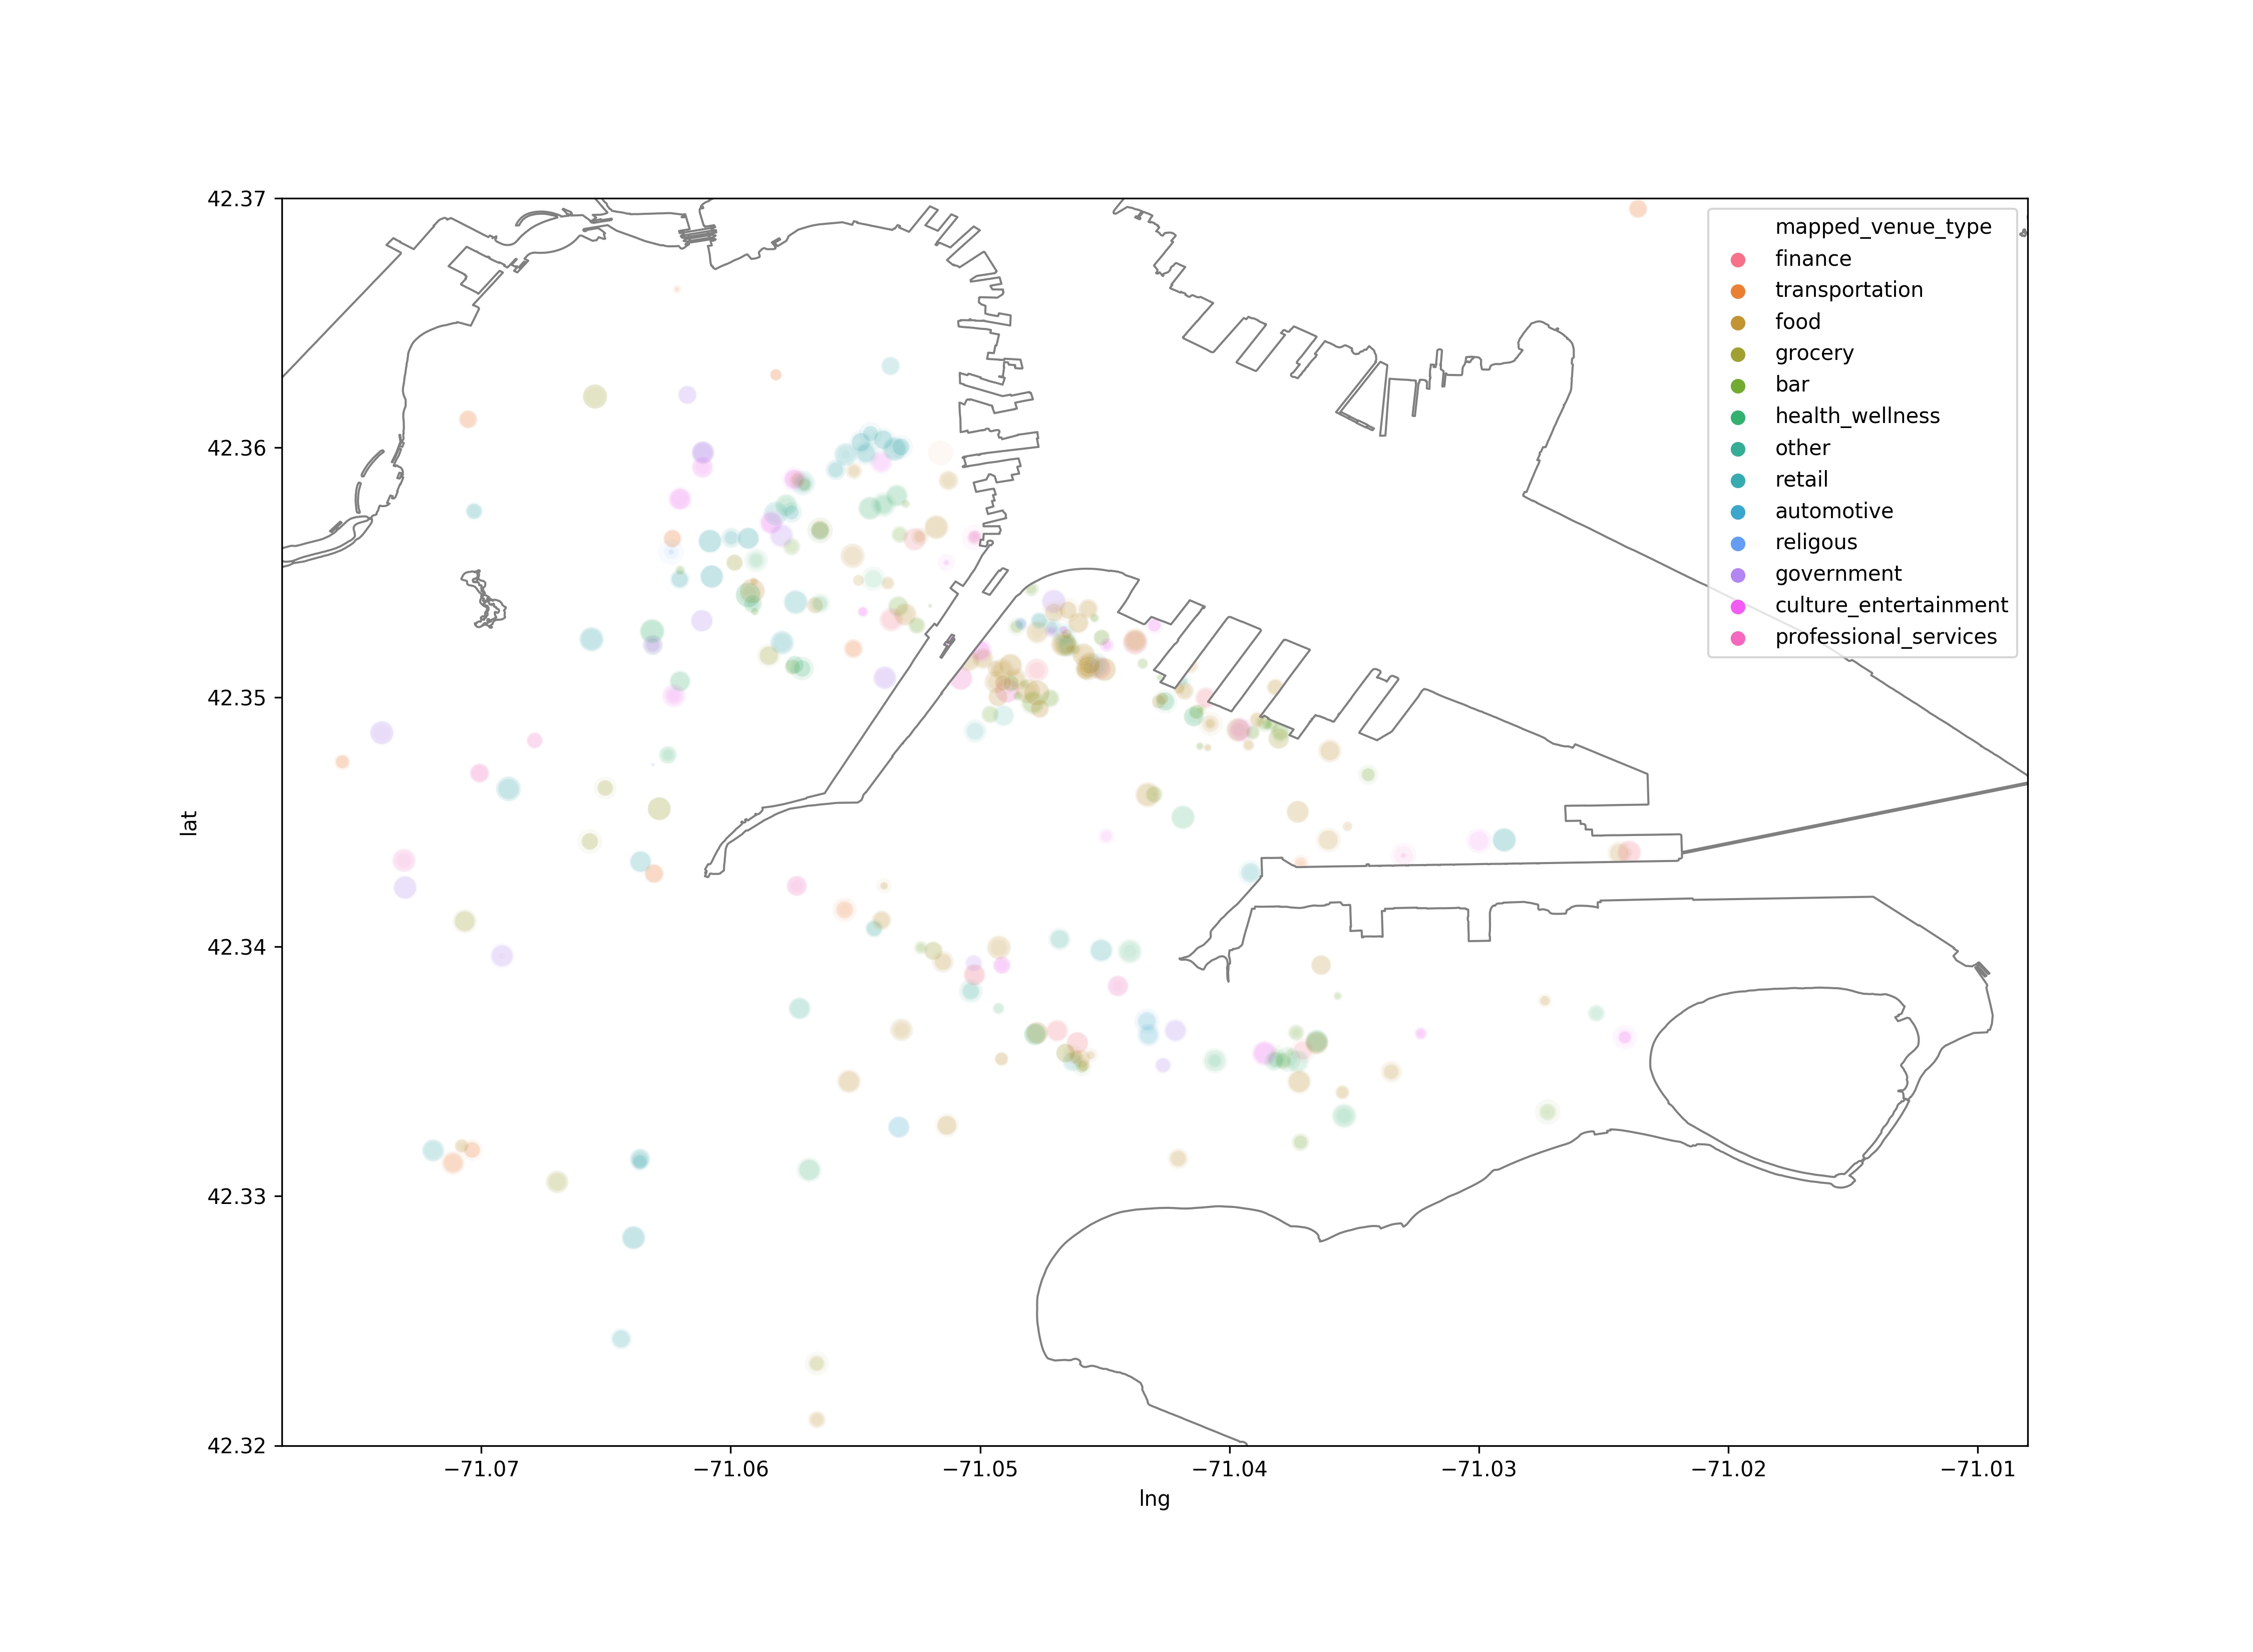 mapped_venue_type
finance
transportation
food
grocery
bar
health_wellness
other
retail
automotive
religous
government
culture_entertainment
professional_services
42.37
42.36
42.35
lat
42.34
42.33
42.32
−71.07 −71.06 −71.05 −71.04 −71.03 −71.02 −71.01
lng